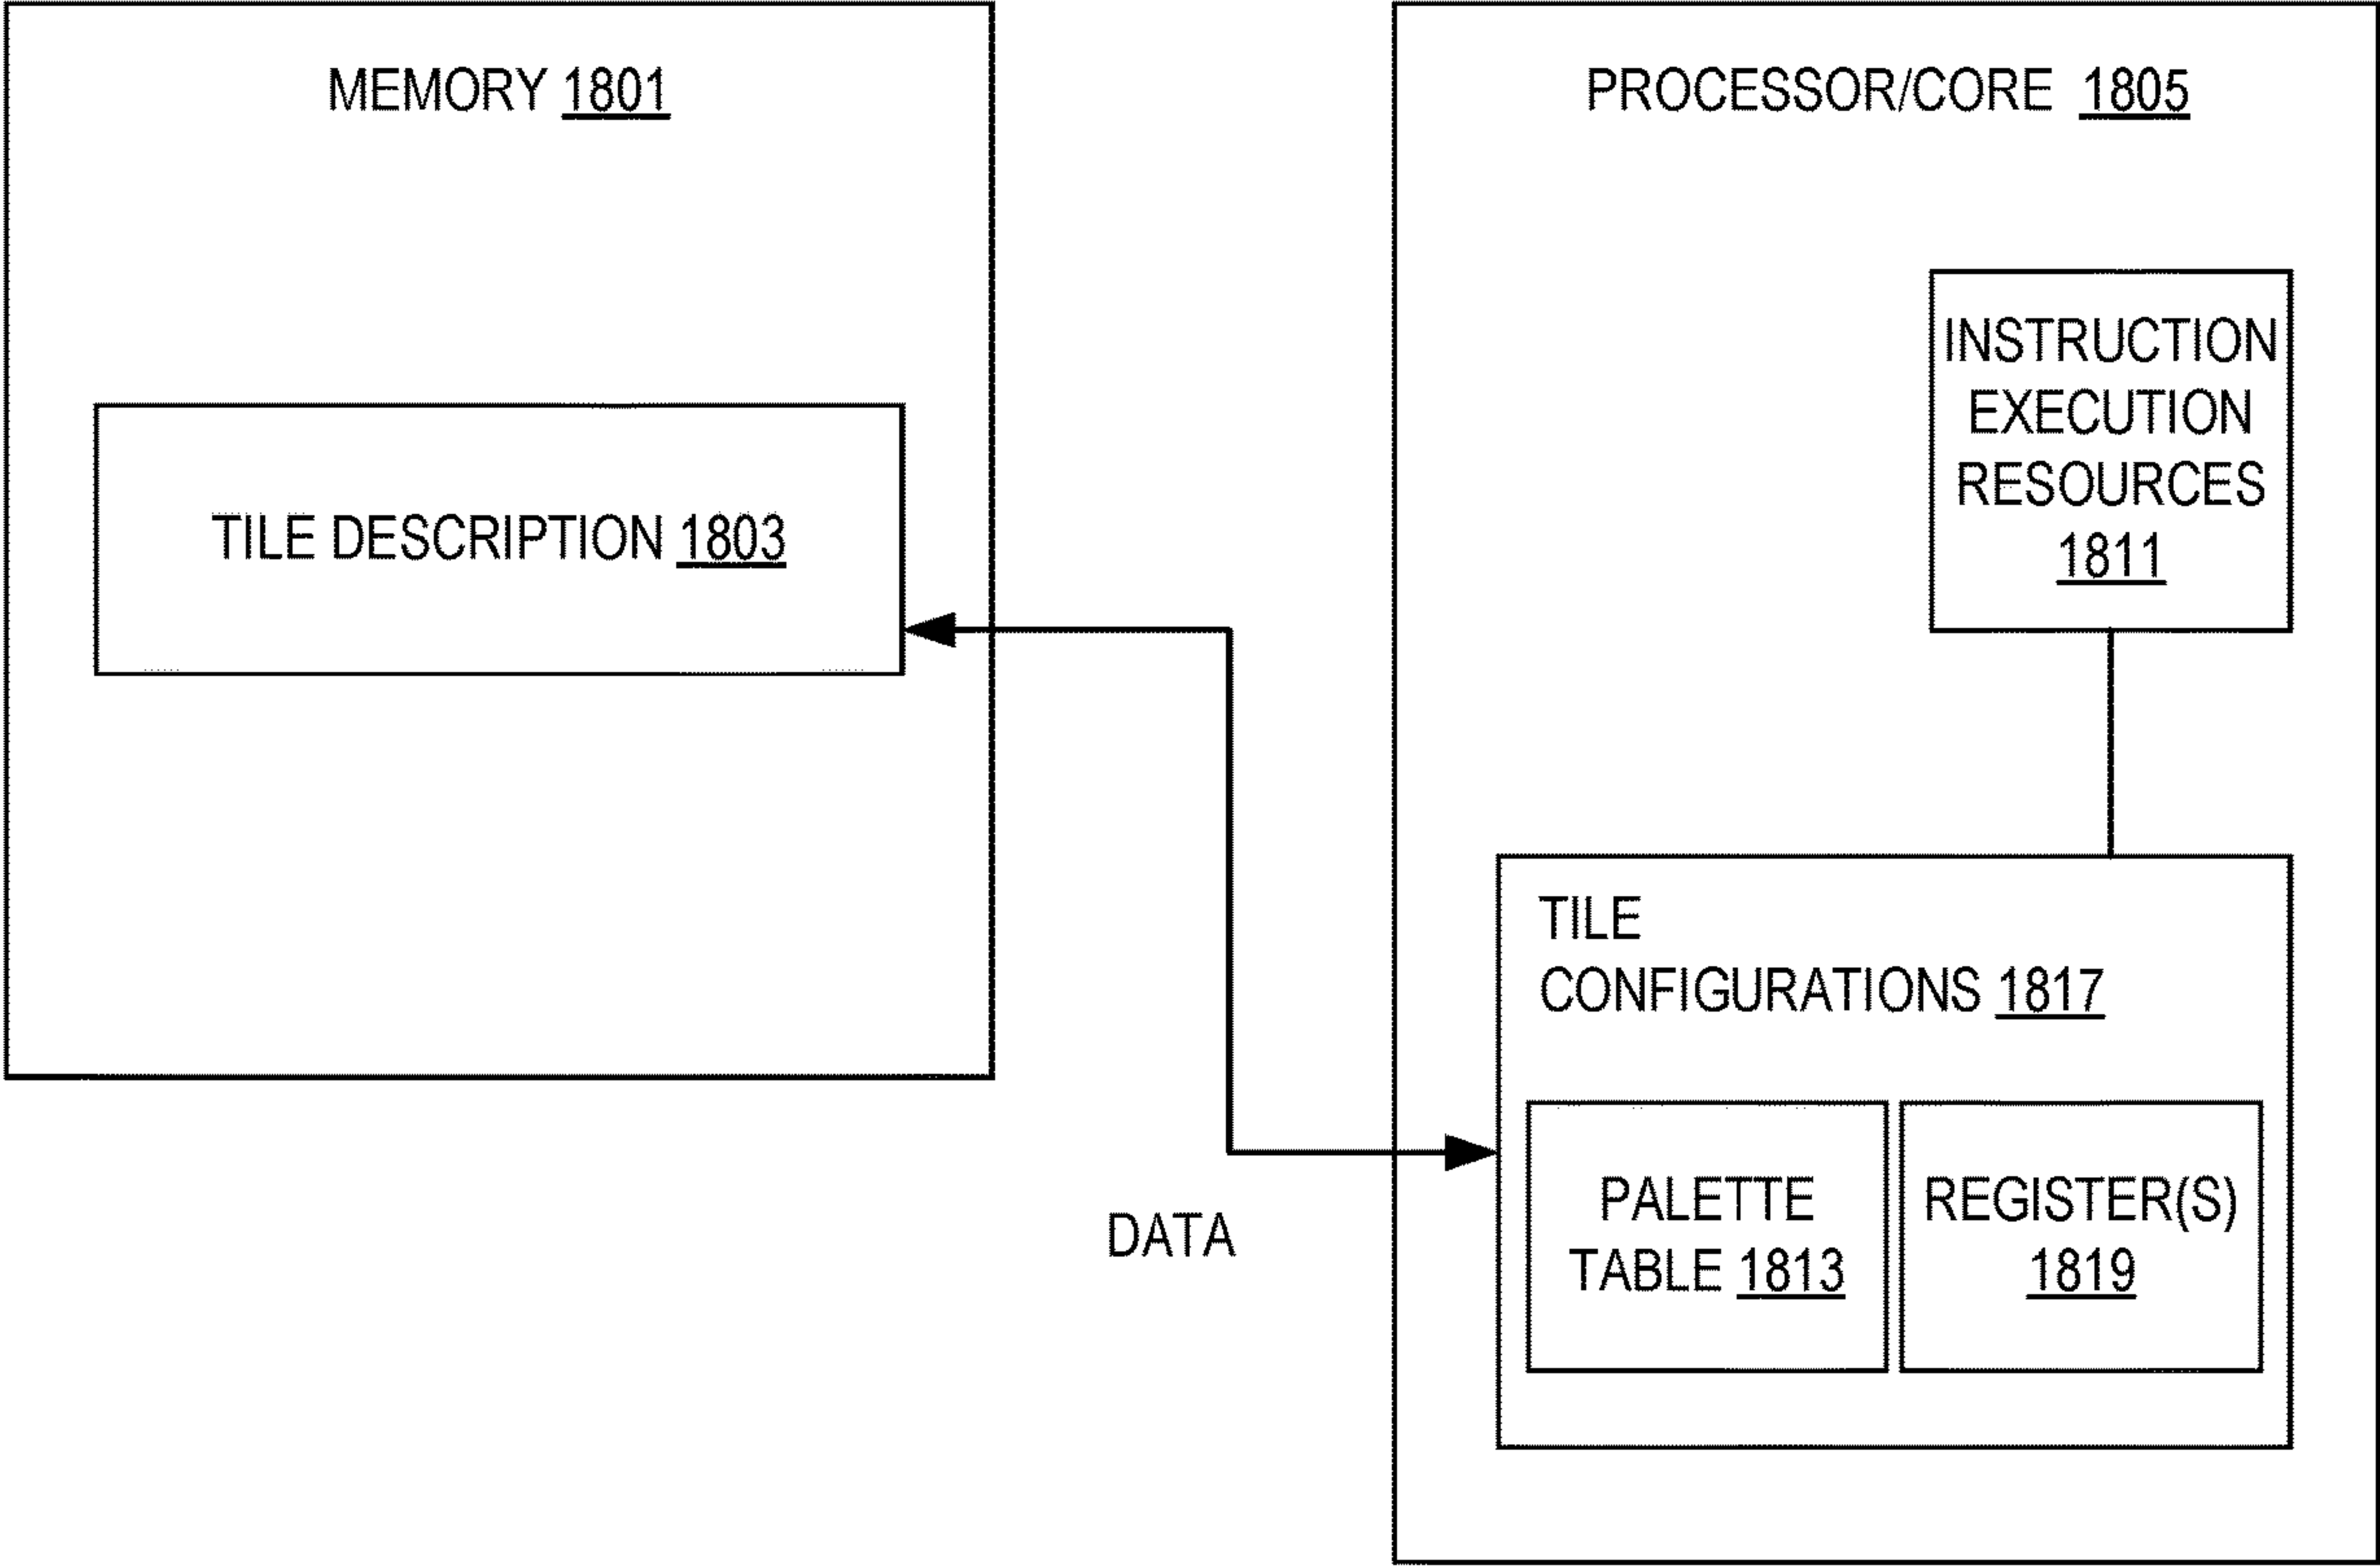 MEMORY 1801
TILE DESCRIPTION 1803
DATA
PROCESSOR/CORE 1805
INSTRUCTION
EXECUTION
RESOURCES
1811
TILE
CONFIGURATIONS 1817
PALETTE
TABLE 1813
REGISTER(S)
1819